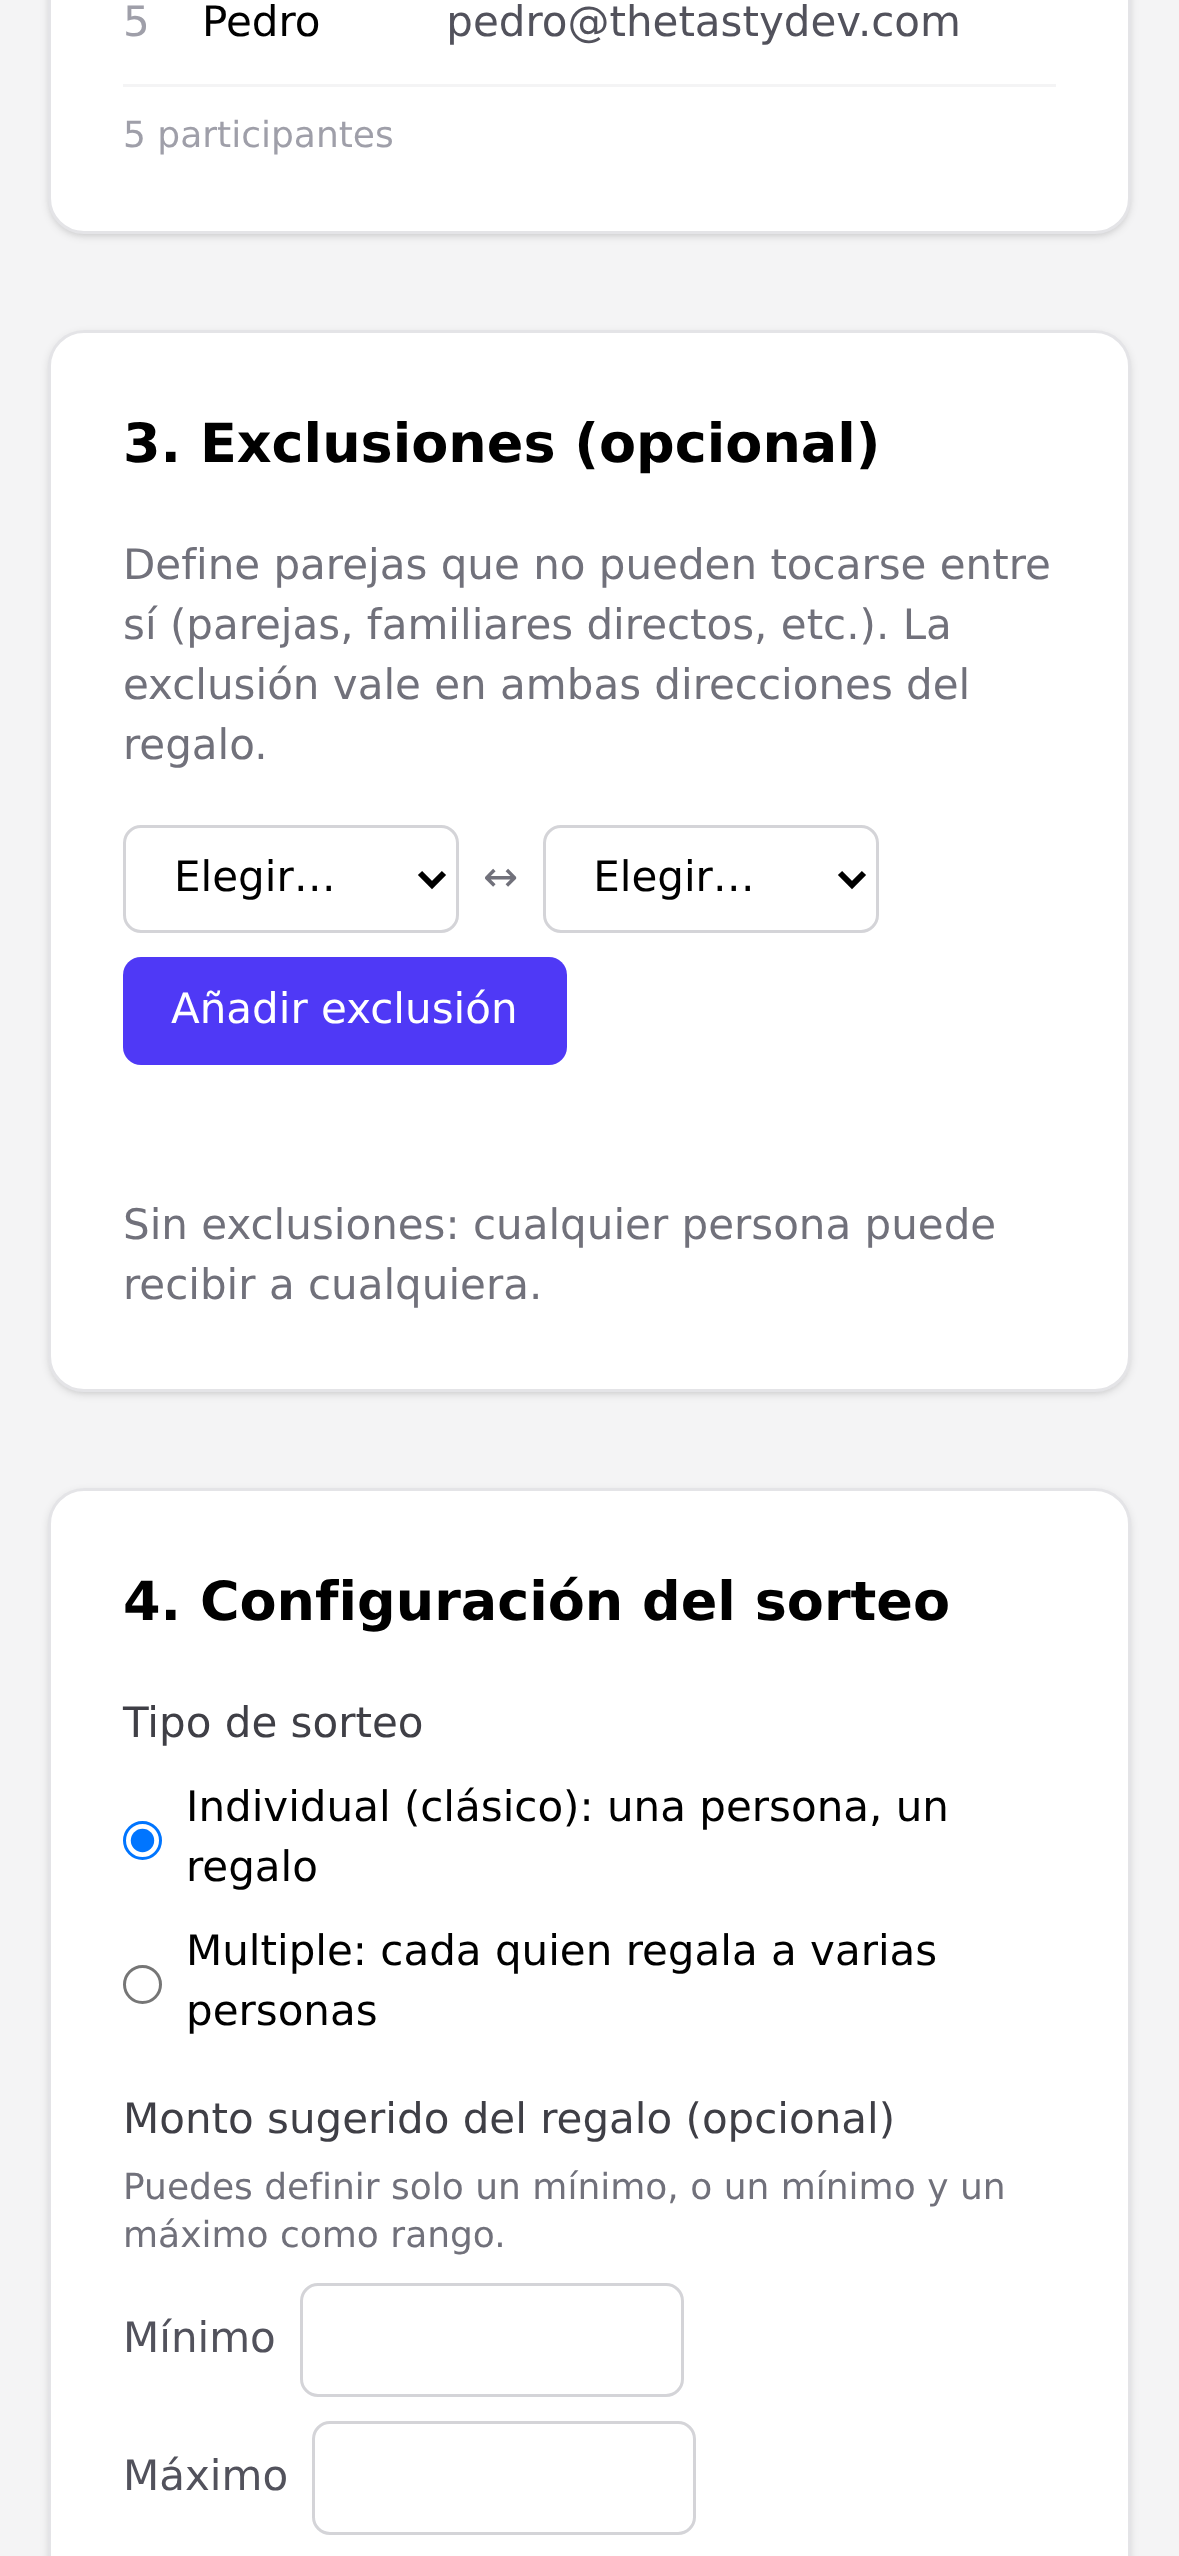 5 Pedro pedro@thetastydev.com
5 participantes
3. Exclusiones (opcional)
Define parejas que no pueden tocarse entre
sí (parejas, familiares directos, etc.). La
exclusión vale en ambas direcciones del
regalo.
Elegir... ↔ Elegir...
Añadir exclusión
Sin exclusiones: cualquier persona puede
recibir a cualquiera.
4. Configuración del sorteo
Tipo de sorteo
Individual (clásico): una persona, un
regalo
Multiple: cada quien regala a varias
personas
Monto sugerido del regalo (opcional)
Puedes definir solo un mínimo, o un mínimo y un
máximo como rango.
Mínimo
Máximo